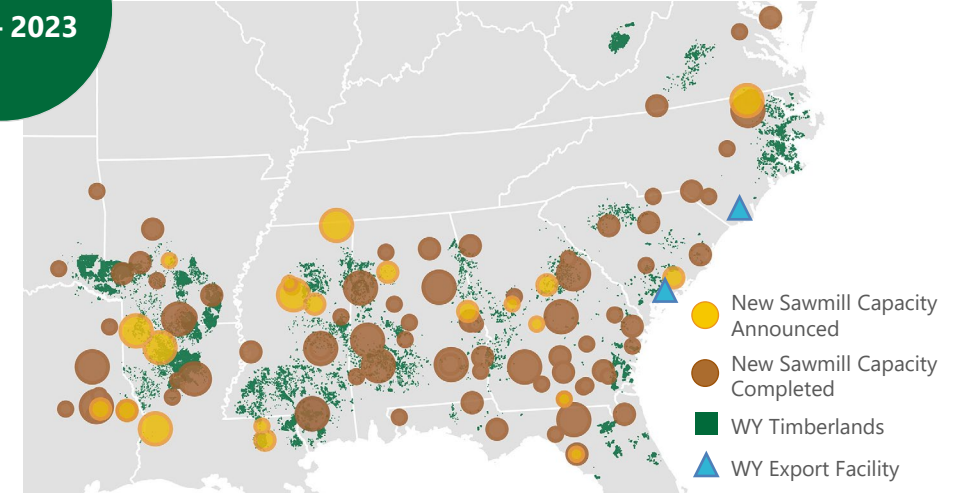 - 2023
New Sawmill Capacity
Announced
New Sawmill Capacity
Completed
WY Timberlands
WY Export Facility